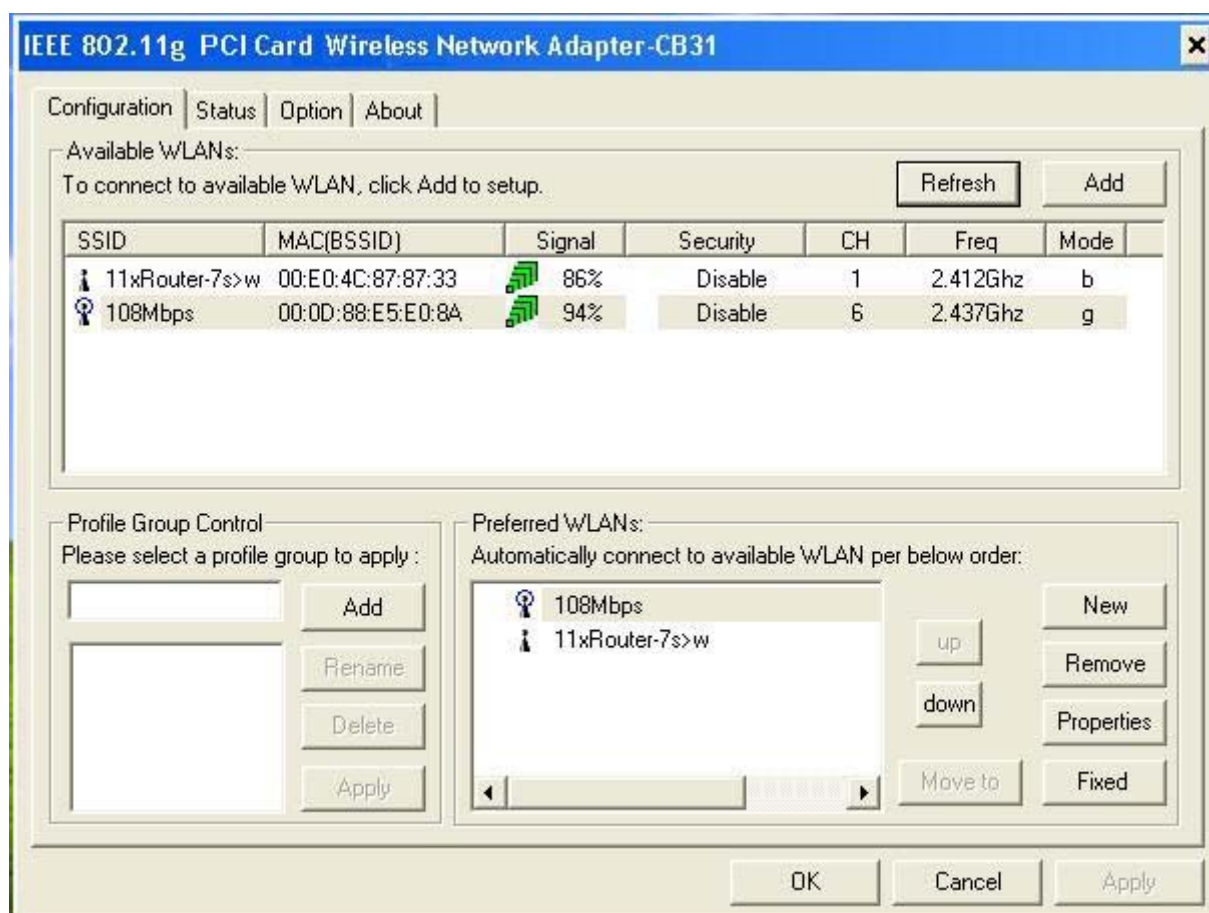 IEEE 802.11g PCI Card Wireless Network Adapter-CB31
Configuration Status Option About
Available WLANs:
To connect to available WLAN, click Add to setup. Refresh Add
SSID MAC(BSSID) Signal Security CH Freq Mode
11xRouter-7s>w 00:E0:4C:87:87:33 86% Disable 1 2.412Ghz b
108Mbps 00:0D:88:E5:E0:8A 94% Disable 6 2.437Ghz g
Profile Group Control
Please select a profile group to apply :
Add
Rename
Delete
Apply
Preferred WLANs:
Automatically connect to available WLAN per below order:
108Mbps
11xRouter-7s>w
up
down
Move to
New
Remove
Properties
Fixed
OK Cancel Apply